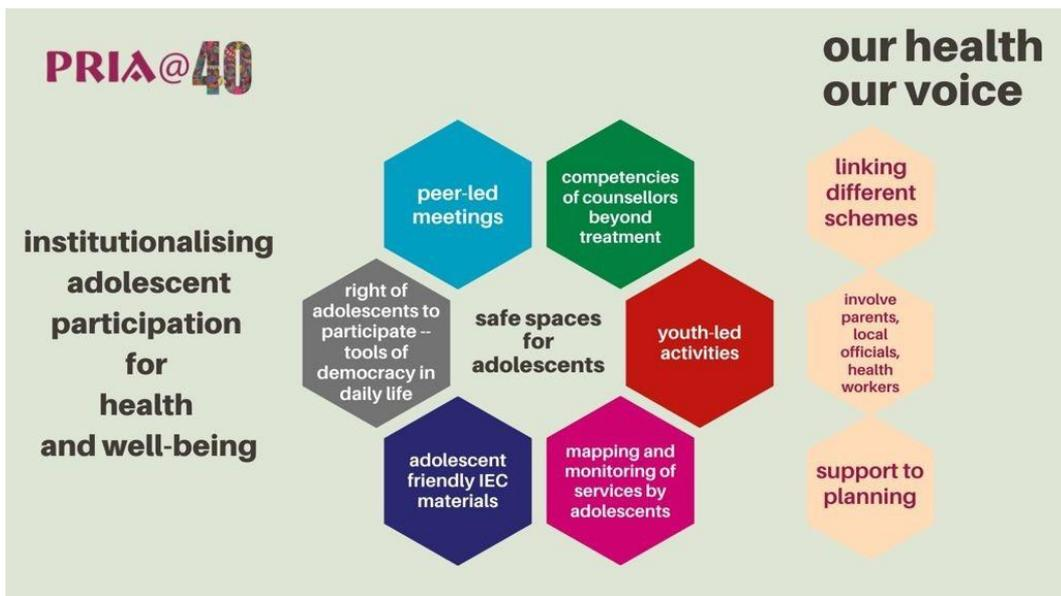 PRIA@40
our health
our voice
institutionalising
adolescent
participation
for
health
and well-being
peer-led
meetings
competencies
of counsellors
beyond
treatment
right of
adolescents to
participate --
tools of
democracy in
daily life
safe spaces
for
adolescents
youth-led
activities
adolescent
friendly IEC
materials
mapping and
monitoring of
services by
adolescents
linking
different
schemes
involve
parents,
local
officials,
health
workers
support to
planning